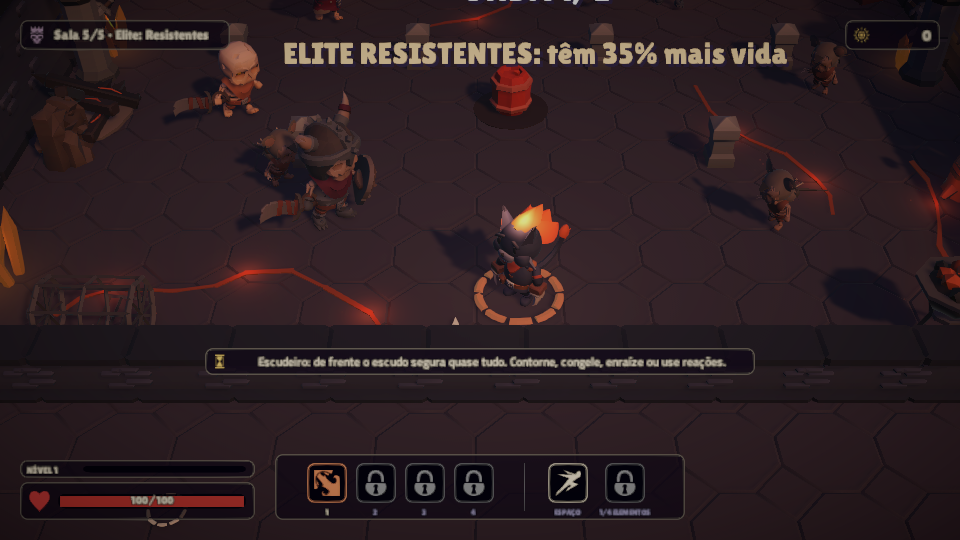 Sala 5/5 · Elite: Resistentes
0
ELITE RESISTENTES: têm 35% mais vida
Escudeiro: de frente o escudo segura quase tudo. Contorne, congele, enraíze ou use reações.
NÍVEL 1
100/100
1
2
3
4
ESPAÇO
1/4 ELEMENTOS